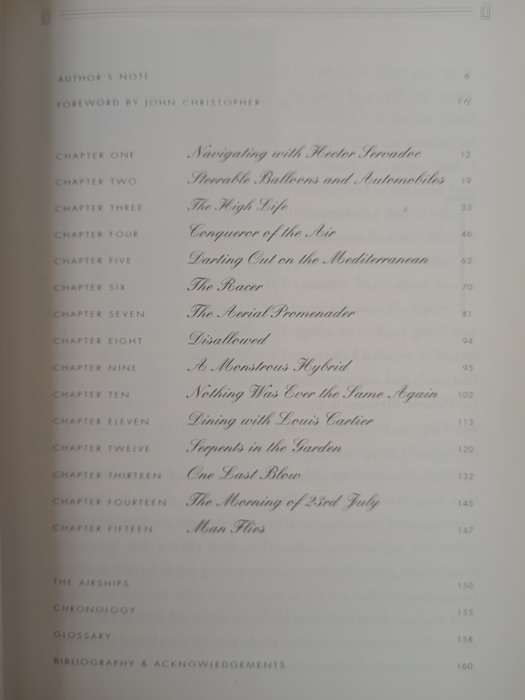 AUTHOR'S NOTE 6
FOREWORD BY JOHN CHRISTOPHER
CHAPTER ONE Navigating with Hector Servadac 12
CHAPTER TWO Steerable Balloons and Automobiles 19
CHAPTER THREE The High Life 33
CHAPTER FOUR Conqueror of the Air 46
CHAPTER FIVE Darting Out on the Mediterranean 62
CHAPTER SIX The Racer 70
CHAPTER SEVEN The Aerial Promenader 81
CHAPTER EIGHT Disallowed 94
CHAPTER NINE A Monstrous Hybrid 95
CHAPTER TEN Nothing Was Ever the Same Again 102
CHAPTER ELEVEN Dining with Louis Cartier 113
CHAPTER TWELVE Serpents in the Garden 120
CHAPTER THIRTEEN One Last Blow 132
CHAPTER FOURTEEN The Morning of 23rd July 145
CHAPTER FIFTEEN Man Flies 147
THE AIRSHIPS 150
CHRONOLOGY 155
GLOSSARY 158
BIBLIOGRAPHY & ACKNOWLEDGEMENTS 160